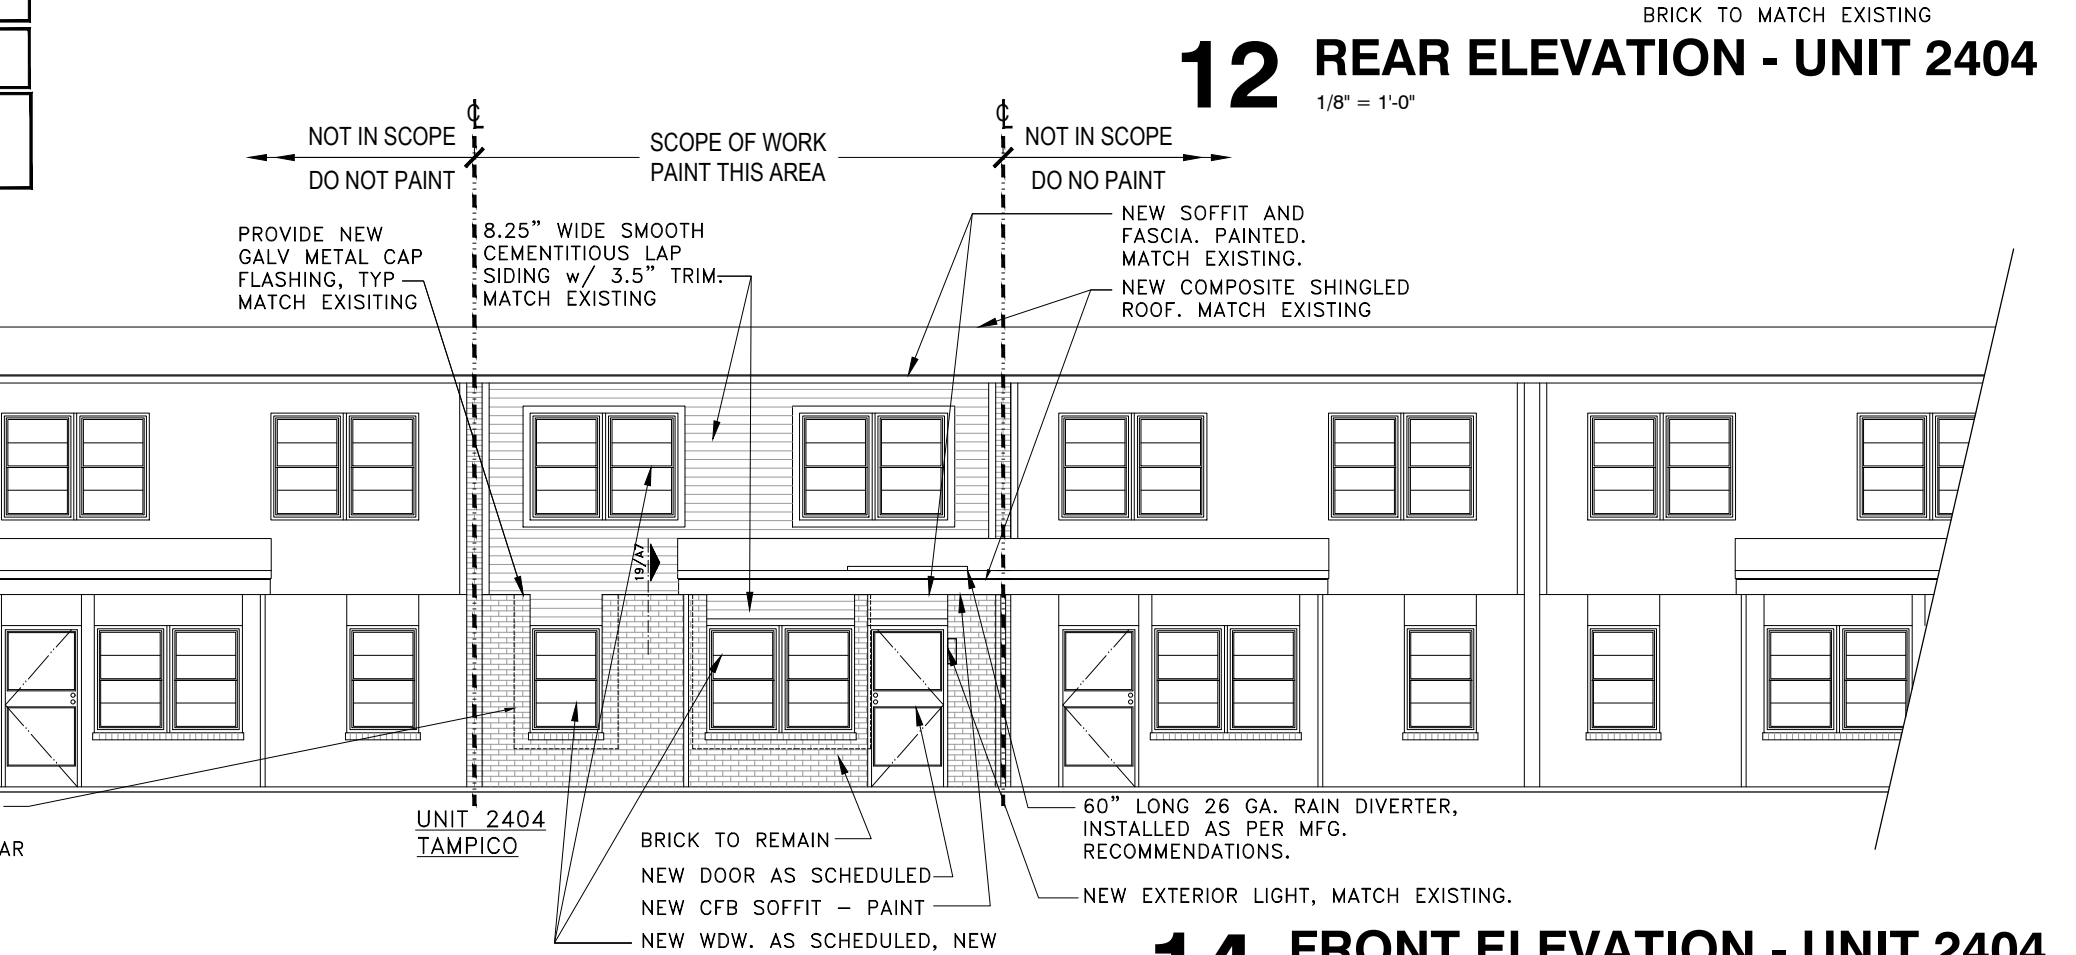 BRICK TO MATCH EXISTING
12 REAR ELEVATION - UNIT 2404
1/8" = 1'-0"
NOT IN SCOPE
DO NOT PAINT
SCOPE OF WORK
PAINT THIS AREA
NOT IN SCOPE
DO NO PAINT
PROVIDE NEW
GALV METAL CAP
FLASHING, TYP
MATCH EXISITING
8.25” WIDE SMOOTH
CEMENTITIOUS LAP
SIDING w/ 3.5” TRIM.
MATCH EXISTING
NEW SOFFIT AND
FASCIA. PAINTED.
MATCH EXISTING.
NEW COMPOSITE SHINGLED
ROOF. MATCH EXISTING
19/A7
UNIT 2404
TAMPICO
AR
BRICK TO REMAIN
NEW DOOR AS SCHEDULED
NEW CFB SOFFIT – PAINT
NEW WDW. AS SCHEDULED, NEW
60” LONG 26 GA. RAIN DIVERTER,
INSTALLED AS PER MFG.
RECOMMENDATIONS.
NEW EXTERIOR LIGHT, MATCH EXISTING.
14 FRONT ELEVATION - UNIT 2404